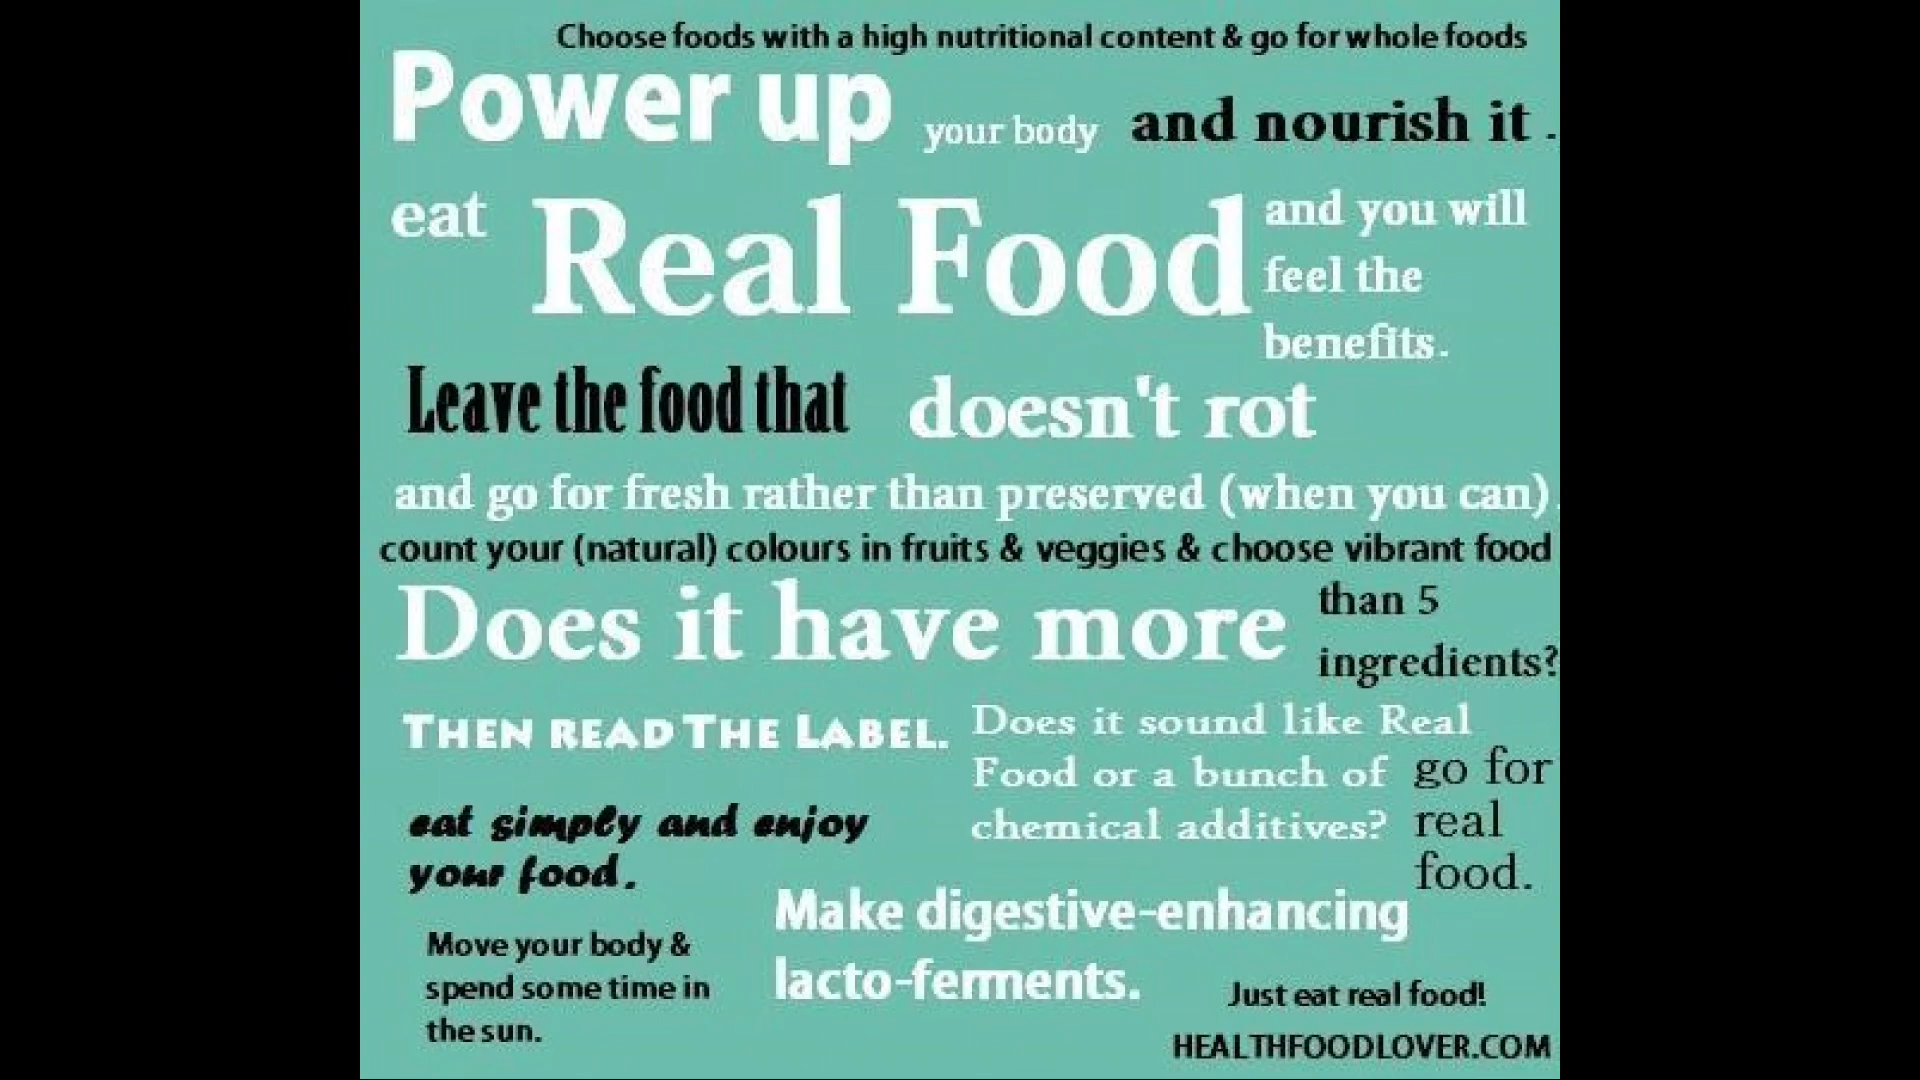 Choose foods with a high nutritional content & go for whole foods
Power up your body and nourish it .
eat Real Food and you will
feel the
benefits.
Leave the food that doesn't rot
and go for fresh rather than preserved (when you can).
count your (natural) colours in fruits & veggies & choose vibrant food
Does it have more than 5
ingredients?
THEN READ THE LABEL.
Does it sound like Real
Food or a bunch of
chemical additives?
go for
real
food.
eat simply and enjoy
your food.
Make digestive-enhancing
lacto-ferments.
Move your body &
spend some time in
the sun.
Just eat real food!
HEALTHFOODLOVER.COM